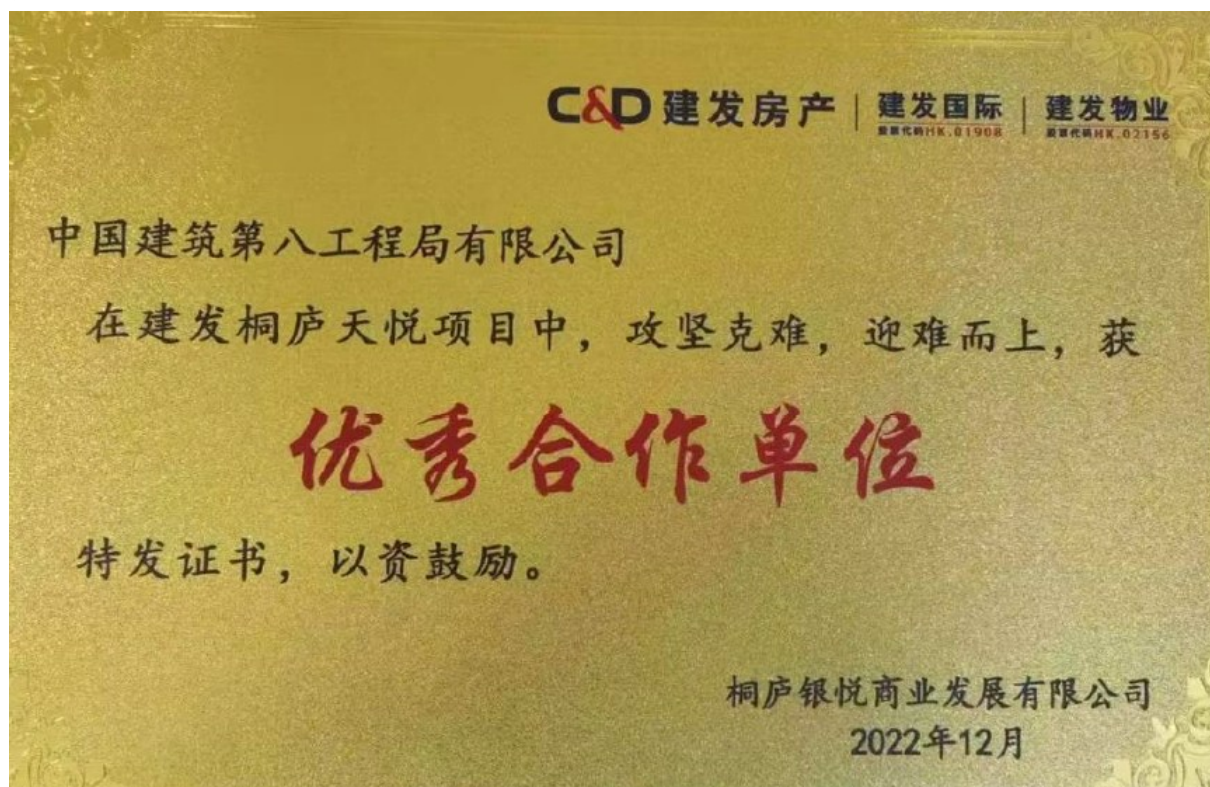 C&D 建发房产 | 建发国际 | 建发物业
股票代码HK.01908 股票代码HK.02156
中国建筑第八工程局有限公司
在建发桐庐天悦项目中，攻坚克难，迎难而上，获
优秀合作单位
特发证书，以资鼓励。
桐庐银悦商业发展有限公司
2022年12月